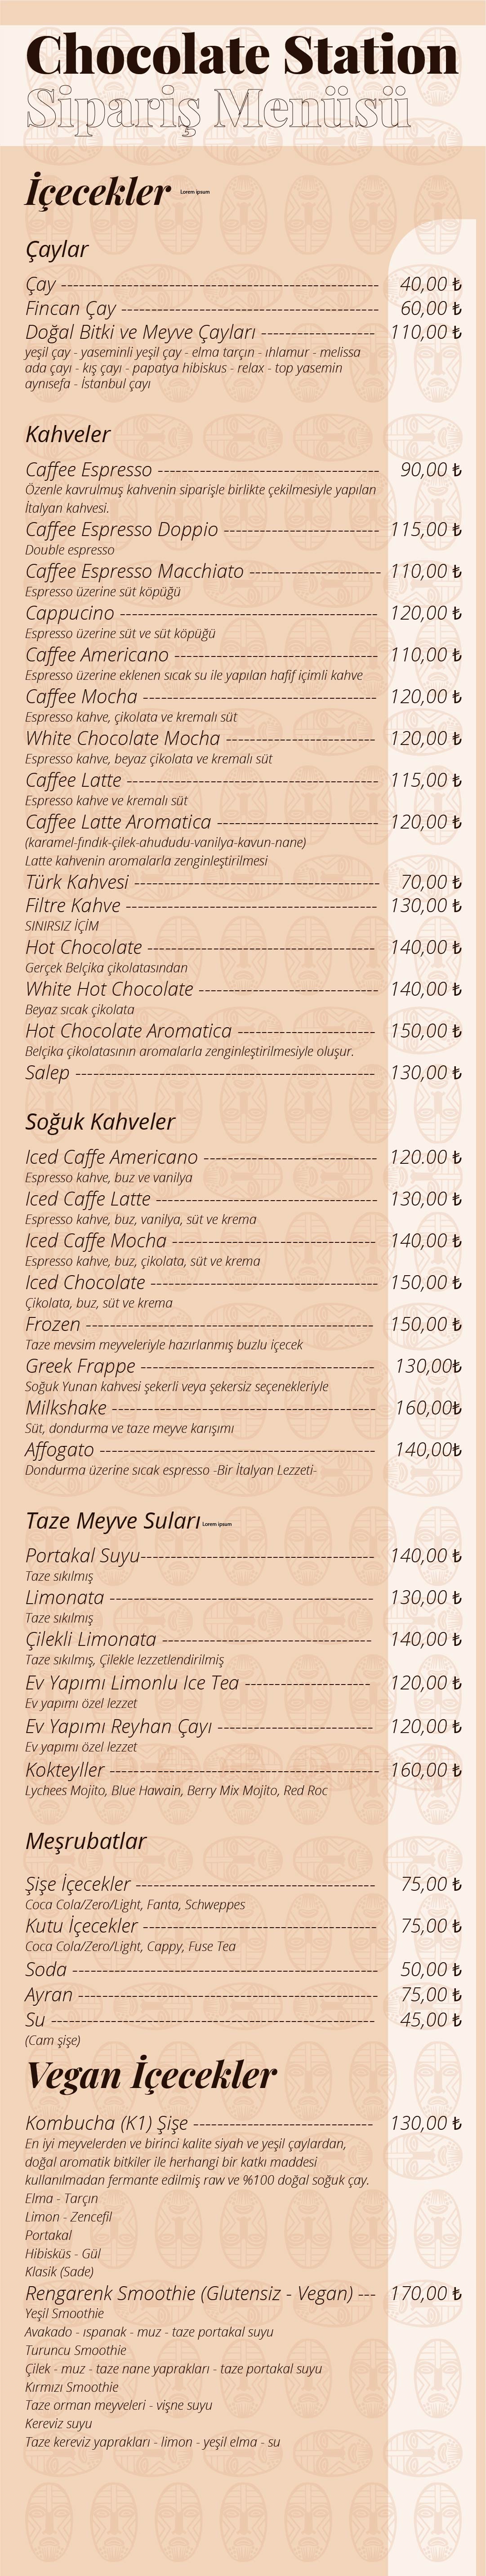 Chocolate Station
Sipariş Menüsü
İçecekler Lorem ipsum
Çaylar
Çay ---------------------------------------------------- 40,00 ₺
Fincan Çay ------------------------------------------ 60,00 ₺
Doğal Bitki ve Meyve Çayları ------------------- 110,00 ₺
yeşil çay - yaseminli yeşil çay - elma tarçın - ıhlamur - melissa
ada çayı - kış çayı - papatya hibiskus - relax - top yasemin
aynısefa - İstanbul çayı
Kahveler
Caffee Espresso ------------------------------------ 90,00 ₺
Özenle kavrulmuş kahvenin siparişle birlikte çekilmesiyle yapılan
İtalyan kahvesi.
Caffee Espresso Doppio ------------------------- 115,00 ₺
Double espresso
Caffee Espresso Macchiato --------------------- 110,00 ₺
Espresso üzerine süt köpüğü
Cappucino ------------------------------------------ 120,00 ₺
Espresso üzerine süt ve süt köpüğü
Caffee Americano --------------------------------- 110,00 ₺
Espresso üzerine eklenen sıcak su ile yapılan hafif içimli kahve
Caffee Mocha -------------------------------------- 120,00 ₺
Espresso kahve, çikolata ve kremalı süt
White Chocolate Mocha ------------------------ 120,00 ₺
Espresso kahve, beyaz çikolata ve kremalı süt
Caffee Latte ----------------------------------------- 115,00 ₺
Espresso kahve ve kremalı süt
Caffee Latte Aromatica -------------------------- 120,00 ₺
(karamel-fındık-çilek-ahududu-vanilya-kavun-nane)
Latte kahvenin aromalarla zenginleştirilmesi
Türk Kahvesi ---------------------------------------- 70,00 ₺
Filtre Kahve ----------------------------------------- 130,00 ₺
SINIRSIZ İÇİM
Hot Chocolate ------------------------------------- 140,00 ₺
Gerçek Belçika çikolatasından
White Hot Chocolate ----------------------------- 140,00 ₺
Beyaz sıcak çikolata
Hot Chocolate Aromatica ---------------------- 150,00 ₺
Belçika çikolatasının aromalarla zenginleştirilmesiyle oluşur.
Salep ------------------------------------------------- 130,00 ₺
Soğuk Kahveler
Iced Caffe Americano ---------------------------- 120.00 ₺
Espresso kahve, buz ve vanilya
Iced Caffe Latte ------------------------------------ 130,00 ₺
Espresso kahve, buz, vanilya, süt ve krema
Iced Caffe Mocha --------------------------------- 140,00 ₺
Espresso kahve, buz, çikolata, süt ve krema
Iced Chocolate ------------------------------------- 150,00 ₺
Çikolata, buz, süt ve krema
Frozen ----------------------------------------------- 150,00 ₺
Taze mevsim meyveleriyle hazırlanmış buzlu içecek
Greek Frappe -------------------------------------- 130,00₺
Soğuk Yunan kahvesi şekerli veya şekersiz seçenekleriyle
Milkshake ------------------------------------------- 160,00₺
Süt, dondurma ve taze meyve karışımı
Affogato --------------------------------------------- 140,00₺
Dondurma üzerine sıcak espresso -Bir İtalyan Lezzeti-
Taze Meyve Suları Lorem ipsum
Portakal Suyu-------------------------------------- 140,00 ₺
Taze sıkılmış
Limonata ------------------------------------------- 130,00 ₺
Taze sıkılmış
Çilekli Limonata ---------------------------------- 140,00 ₺
Taze sıkılmış, Çilekle lezzetlendirilmiş
Ev Yapımı Limonlu Ice Tea -------------------- 120,00 ₺
Ev yapımı özel lezzet
Ev Yapımı Reyhan Çayı ------------------------- 120,00 ₺
Ev yapımı özel lezzet
Kokteyller -------------------------------------------- 160,00 ₺
Lychees Mojito, Blue Hawain, Berry Mix Mojito, Red Roc
Meşrubatlar
Şişe İçecekler --------------------------------------- 75,00 ₺
Coca Cola/Zero/Light, Fanta, Schweppes
Kutu İçecekler -------------------------------------- 75,00 ₺
Coca Cola/Zero/Light, Cappy, Fuse Tea
Soda -------------------------------------------------- 50,00 ₺
Ayran ------------------------------------------------- 75,00 ₺
Su ----------------------------------------------------- 45,00 ₺
(Cam şişe)
Vegan İçecekler
Kombucha (K1) Şişe ----------------------------- 130,00 ₺
En iyi meyvelerden ve birinci kalite siyah ve yeşil çaylardan,
doğal aromatik bitkiler ile herhangi bir katkı maddesi
kullanılmadan fermante edilmiş raw ve %100 doğal soğuk çay.
Elma - Tarçın
Limon - Zencefil
Portakal
Hibisküs - Gül
Klasik (Sade)
Rengarenk Smoothie (Glutensiz - Vegan) --- 170,00 ₺
Yeşil Smoothie
Avakado - ıspanak - muz - taze portakal suyu
Turuncu Smoothie
Çilek - muz - taze nane yaprakları - taze portakal suyu
Kırmızı Smoothie
Taze orman meyveleri - vişne suyu
Kereviz suyu
Taze kereviz yaprakları - limon - yeşil elma - su